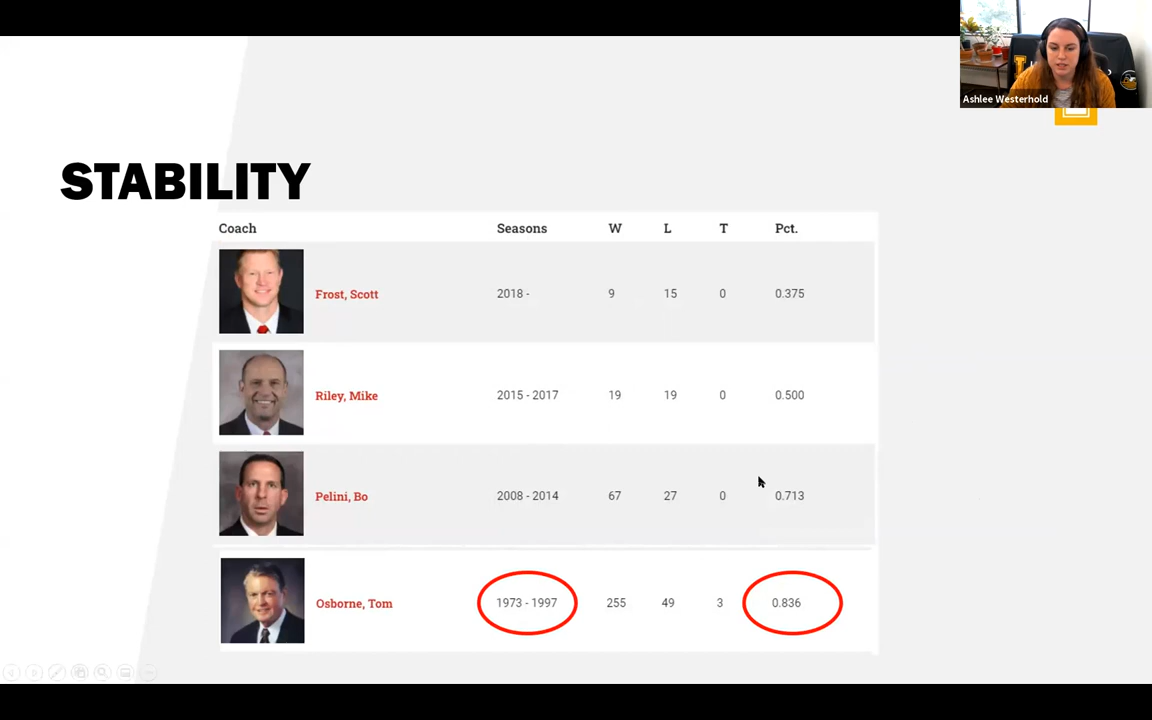 Ashlee Westerhold
STABILITY
Coach Seasons W L T Pct.
Frost, Scott 2018 - 9 15 0 0.375
Riley, Mike 2015 - 2017 19 19 0 0.500
Pelini, Bo 2008 - 2014 67 27 0 0.713
Osborne, Tom 1973 - 1997 255 49 3 0.836